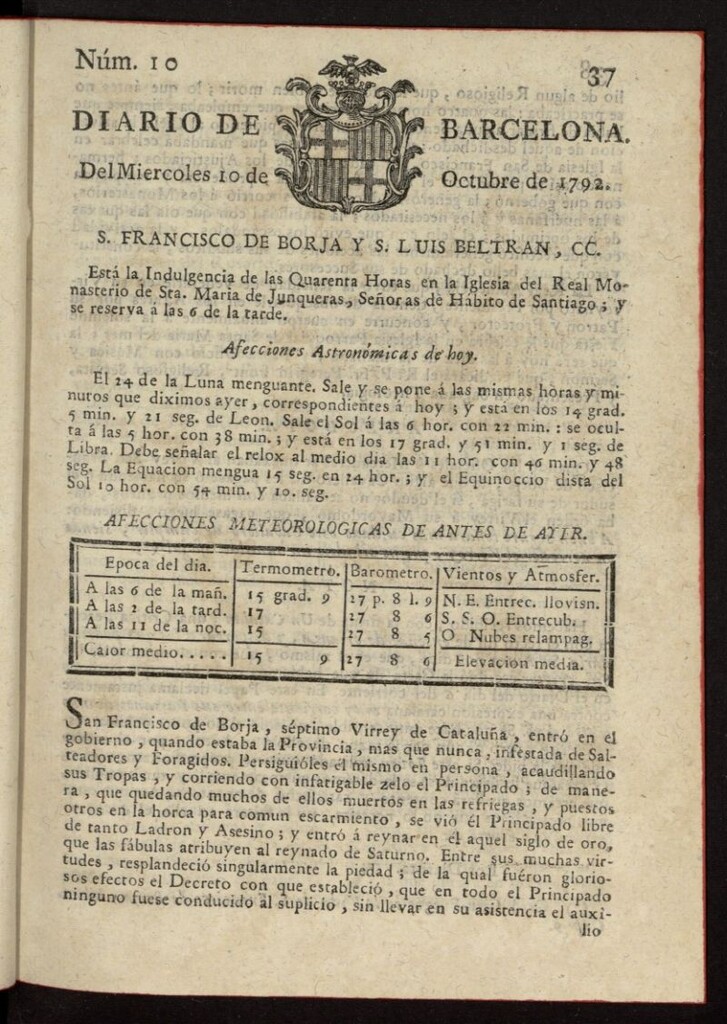 Núm. 10
37
DIARIO DE BARCELONA.
Del Miercoles 10 de Octubre de 1792.
S. FRANCISCO DE BORJA Y S. LUIS BELTRAN, CC.
Está la Indulgencia de las Quarenta Horas en la Iglesia del Real Mo-
nasterio de Sta. Maria de Junqueras, Señoras de Hábito de Santiago; y
se reserva á las 6 de la tarde.
Afecciones Astronómicas de hoy.
El 24 de la Luna menguante. Sale y se pone á las mismas horas y mi-
nutos que diximos ayer, correspondientes á hoy; y está en los 14 grad.
5 min. y 21 seg. de Leon. Sale el Sol á las 6 hor. con 22 min.: se ocul-
ta á las 5 hor. con 38 min.; y está en los 17 grad. y 51 min. y 1 seg. de
Libra. Debe señalar el relox al medio dia las 11 hor. con 46 min. y 48
seg. La Equacion mengua 15 seg. en 24 hor.; y el Equinoccio dista del
Sol 10 hor. con 54 min. y 10. seg.
AFECCIONES METEOROLOGICAS DE ANTES DE AYER.
Epoca del dia. Termometro. Barometro. Vientos y Atmosfer.
A las 6 de la mañ. 15 grad. 9 27 p. 8 l. 9 N. E. Entrec. llovisn.
A las 2 de la tard. 17 27 8 6 S. S. O. Entrecub.
A las 11 de la noc. 15 27 8 5 O. Nubes relampag.
Calor medio..... 15 9 27 8 6 Elevacion media.
San Francisco de Borja, séptimo Virrey de Cataluña, entró en el
gobierno, quando estaba la Provincia, mas que nunca, infestada de Sal-
teadores y Foragidos. Persiguióles él mismo en persona, acaudillando
sus Tropas, y corriendo con infatigable zelo el Principado; de mane-
ra, que quedando muchos de ellos muertos en las refriegas, y puestos
otros en la horca para comun escarmiento, se vió el Principado libre
de tanto Ladron y Asesino; y entró á reynar en él aquel siglo de oro,
que las fábulas atribuyen al reynado de Saturno. Entre sus muchas vir-
tudes, resplandeció singularmente la piedad; de la qual fuéron glorio-
sos efectos el Decreto con que estableció, que en todo el Principado
ninguno fuese conducido al suplicio, sin llevar en su asistencia el auxi-
lio